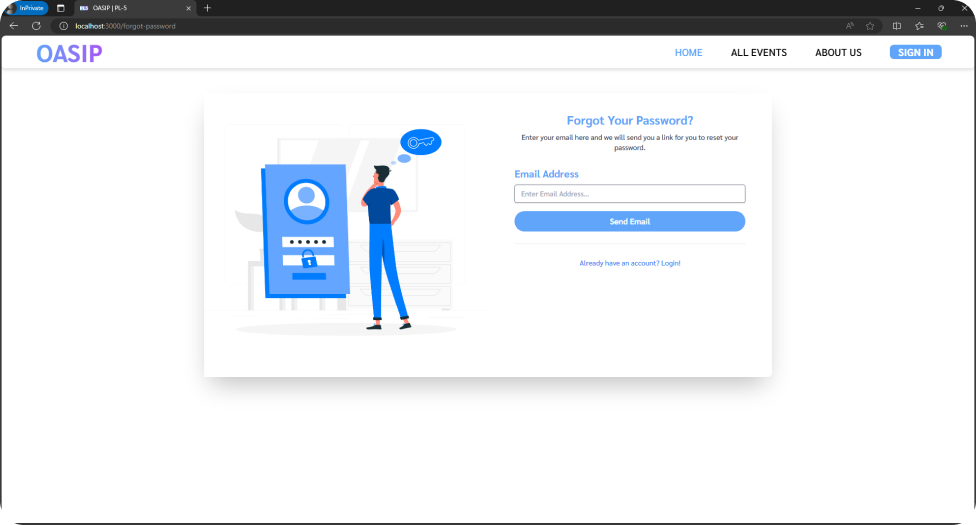 InPrivate
OASIP | PL-5
localhost:3000/forgot-password
OASIP
HOME
ALL EVENTS
ABOUT US
SIGN IN
Forgot Your Password?
Enter your email here and we will send you a link for you to reset your
password.
Email Address
Enter Email Address...
Send Email
Already have an account? Login!